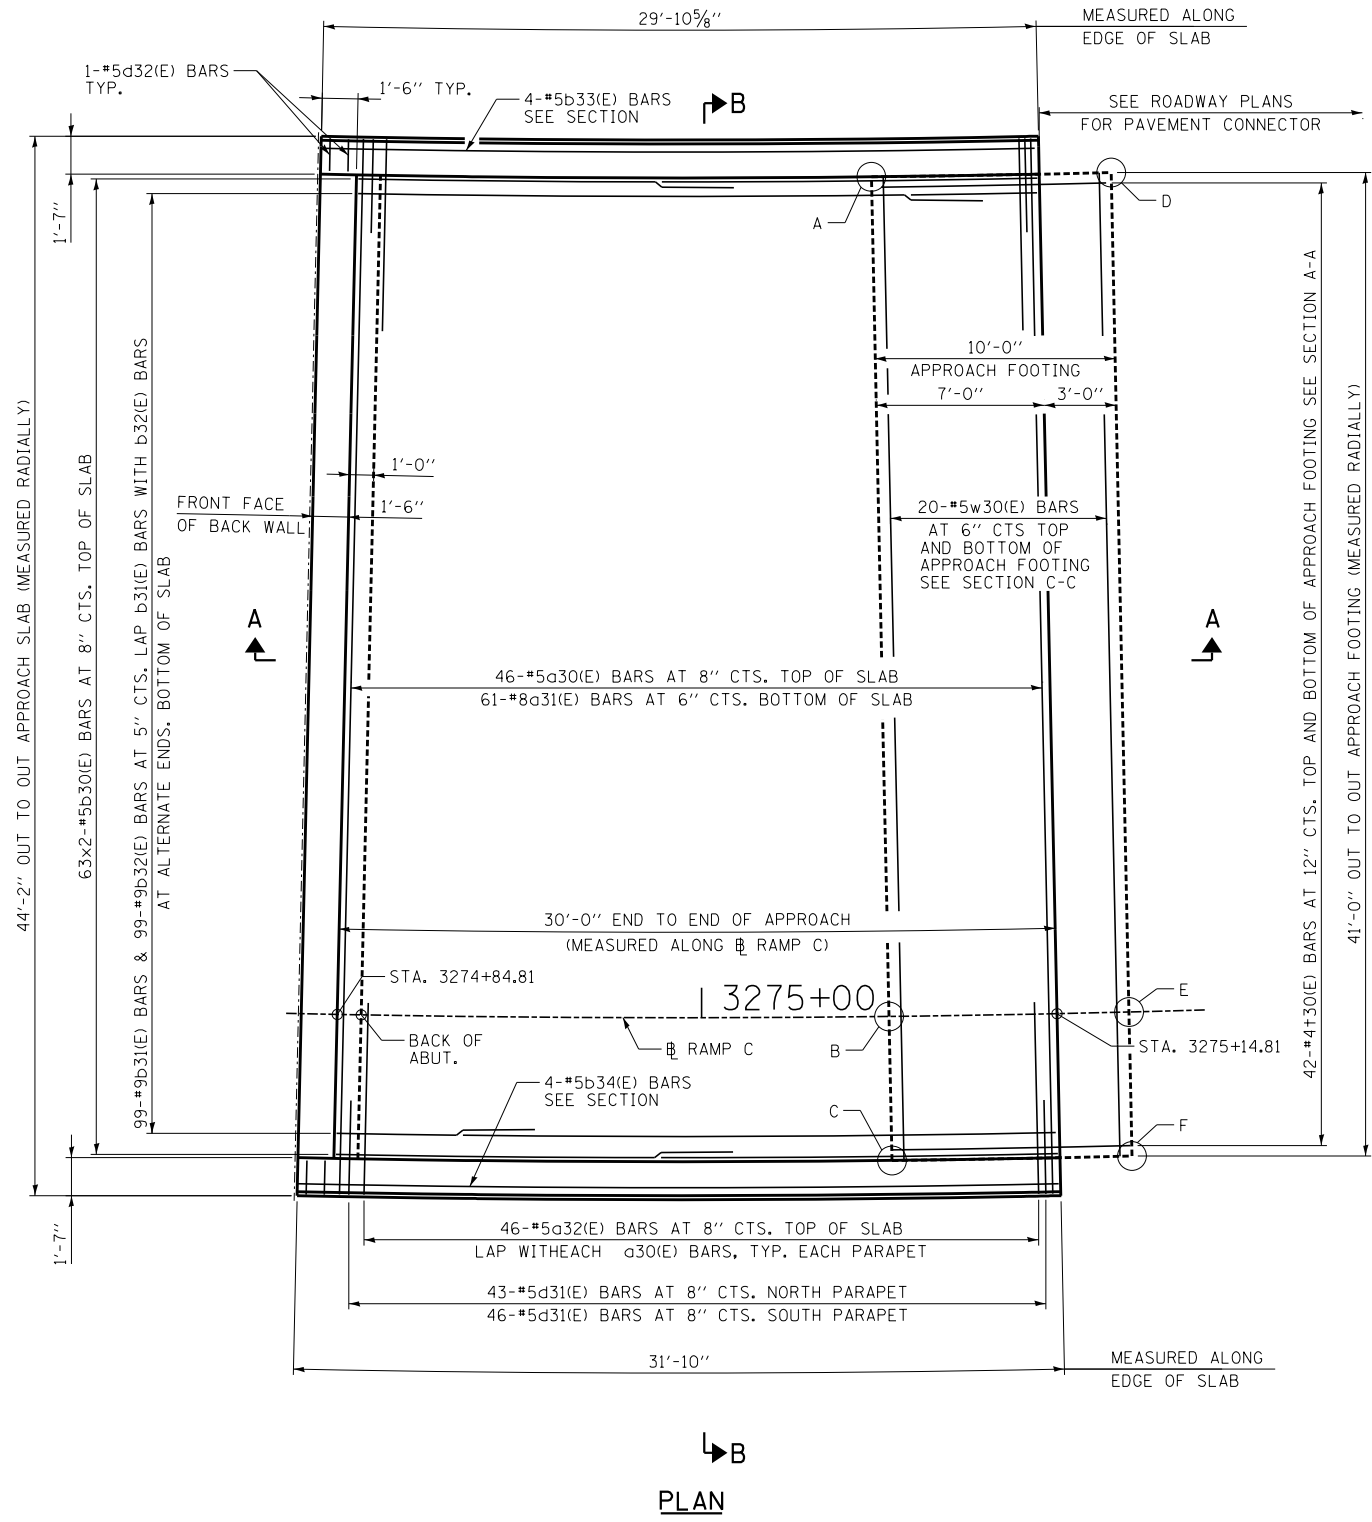 29'-10⅝"
MEASURED ALONG
EDGE OF SLAB
1-#5d32(E) BARS
TYP.
1'-6" TYP.
4-#5b33(E) BARS
SEE SECTION
B
SEE ROADWAY PLANS
FOR PAVEMENT CONNECTOR
1'-7"
A
D
10'-0"
APPROACH FOOTING
7'-0"
3'-0"
44'-2" OUT TO OUT APPROACH SLAB (MEASURED RADIALLY)
63x2-#5b30(E) BARS AT 8" CTS. TOP OF SLAB
99-#9b31(E) BARS & 99-#9b32(E) BARS AT 5" CTS. LAP b31(E) BARS WITH b32(E) BARS
AT ALTERNATE ENDS. BOTTOM OF SLAB
42-#4t30(E) BARS AT 12" CTS. TOP AND BOTTOM OF APPROACH FOOTING SEE SECTION A-A
41'-0" OUT TO OUT APPROACH FOOTING (MEASURED RADIALLY)
1'-0"
FRONT FACE
OF BACK WALL
1'-6"
20-#5w30(E) BARS
AT 6" CTS TOP
AND BOTTOM OF
APPROACH FOOTING
SEE SECTION C-C
A
A
46-#5a30(E) BARS AT 8" CTS. TOP OF SLAB
61-#8a31(E) BARS AT 6" CTS. BOTTOM OF SLAB
30'-0" END TO END OF APPROACH
(MEASURED ALONG ℄ RAMP C)
STA. 3274+84.81
3275+00
E
BACK OF
ABUT.
℄ RAMP C
B
STA. 3275+14.81
4-#5b34(E) BARS
SEE SECTION
C
F
1'-7"
46-#5a32(E) BARS AT 8" CTS. TOP OF SLAB
LAP WITHEACH a30(E) BARS, TYP. EACH PARAPET
43-#5d31(E) BARS AT 8" CTS. NORTH PARAPET
46-#5d31(E) BARS AT 8" CTS. SOUTH PARAPET
31'-10"
MEASURED ALONG
EDGE OF SLAB
B
PLAN